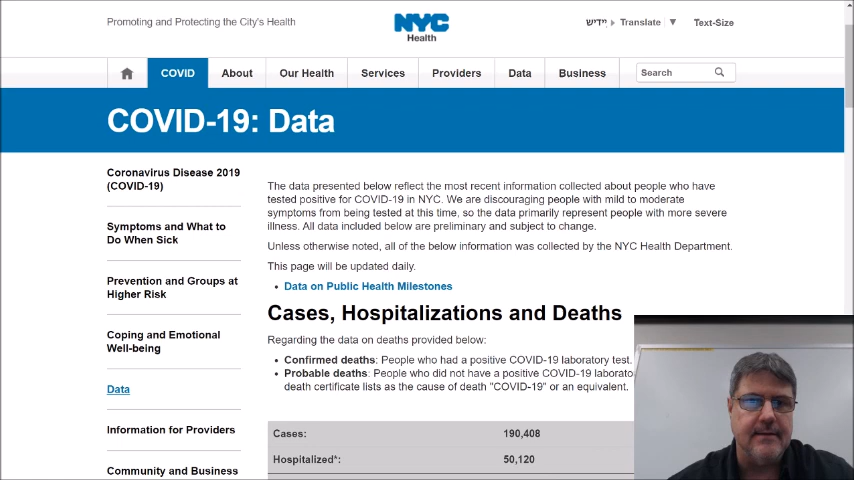 Promoting and Protecting the City's Health
NYC
Health
ייִדיש
Translate
Text-Size
COVID
About
Our Health
Services
Providers
Data
Business
Search
COVID-19: Data
Coronavirus Disease 2019
(COVID-19)
Symptoms and What to
Do When Sick
Prevention and Groups at
Higher Risk
Coping and Emotional
Well-being
Data
Information for Providers
Community and Business
The data presented below reflect the most recent information collected about people who have
tested positive for COVID-19 in NYC. We are discouraging people with mild to moderate
symptoms from being tested at this time, so the data primarily represent people with more severe
illness. All data included below are preliminary and subject to change.
Unless otherwise noted, all of the below information was collected by the NYC Health Department.
This page will be updated daily.
• Data on Public Health Milestones
Cases, Hospitalizations and Deaths
Regarding the data on deaths provided below:
• Confirmed deaths: People who had a positive COVID-19 laboratory test.
• Probable deaths: People who did not have a positive COVID-19
death certificate lists as the cause of death "COVID-19" or an equivalent.
Cases: 190,408
Hospitalized*: 50,120